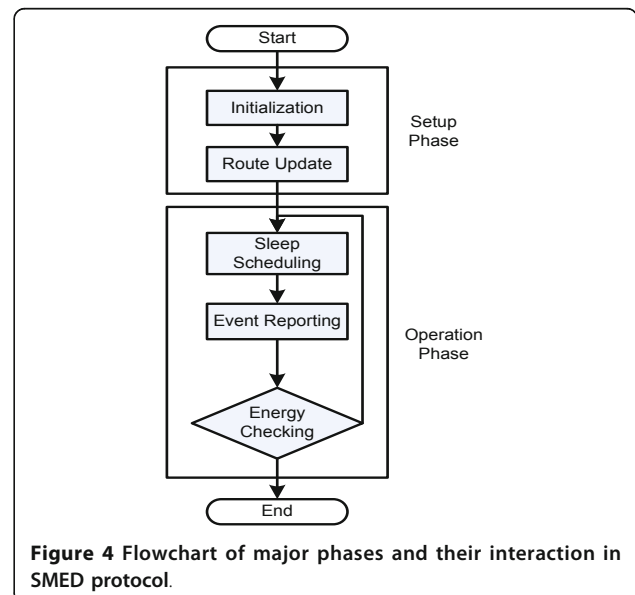 Start
Initialization
Setup
Phase
Route Update
Sleep
Scheduling
Event Reporting
Operation
Phase
Energy
Checking
End
Figure 4 Flowchart of major phases and their interaction in
SMED protocol.